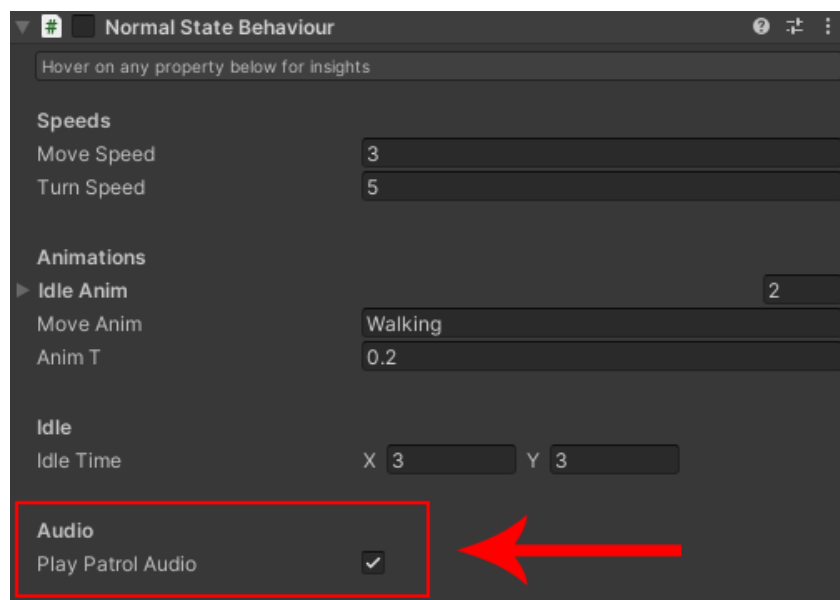 Normal State Behaviour
Hover on any property below for insights
Speeds
Move Speed 3
Turn Speed 5
Animations
Idle Anim 2
Move Anim Walking
Anim T 0.2
Idle
Idle Time X 3 Y 3
Audio
Play Patrol Audio